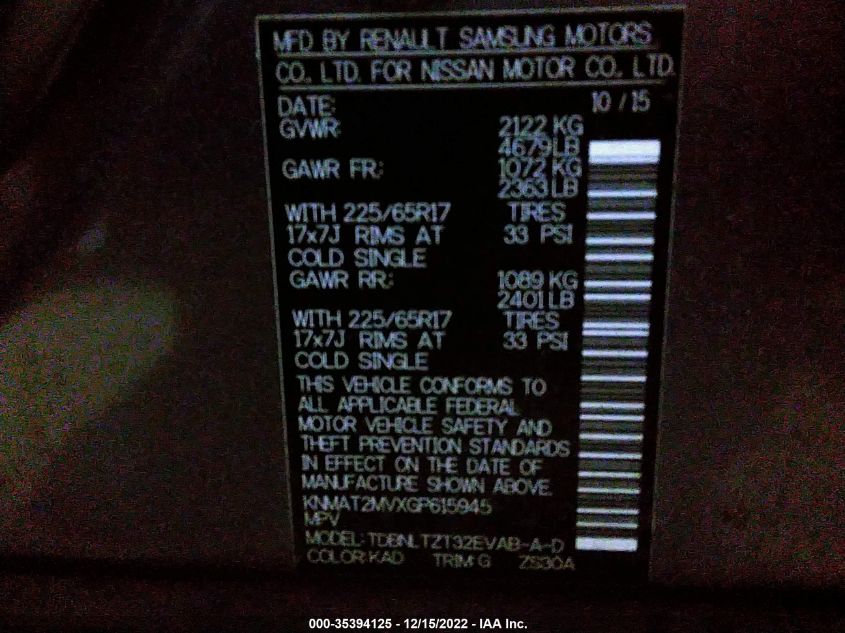 MFD BY RENAULT SAMSUNG MOTORS
CO., LTD. FOR NISSAN MOTOR CO., LTD.
DATE: 10 / 15
GVWR: 2122 KG
4679 LB
GAWR FR: 1072 KG
2363 LB
WITH 225/65R17 TIRES
17x7J RIMS AT 33 PSI
COLD SINGLE
GAWR RR: 1089 KG
2401 LB
WITH 225/65R17 TIRES
17x7J RIMS AT 33 PSI
COLD SINGLE
THIS VEHICLE CONFORMS TO
ALL APPLICABLE FEDERAL
MOTOR VEHICLE SAFETY AND
THEFT PREVENTION STANDARDS
IN EFFECT ON THE DATE OF
MANUFACTURE SHOWN ABOVE.
KNMAT2MVXGP615945
MPV
MODEL: TDBNLTZT32EVAB-A-D
COLOR:KAD TRIM:G ZS30A
000-35394125 - 12/15/2022 - IAA Inc.